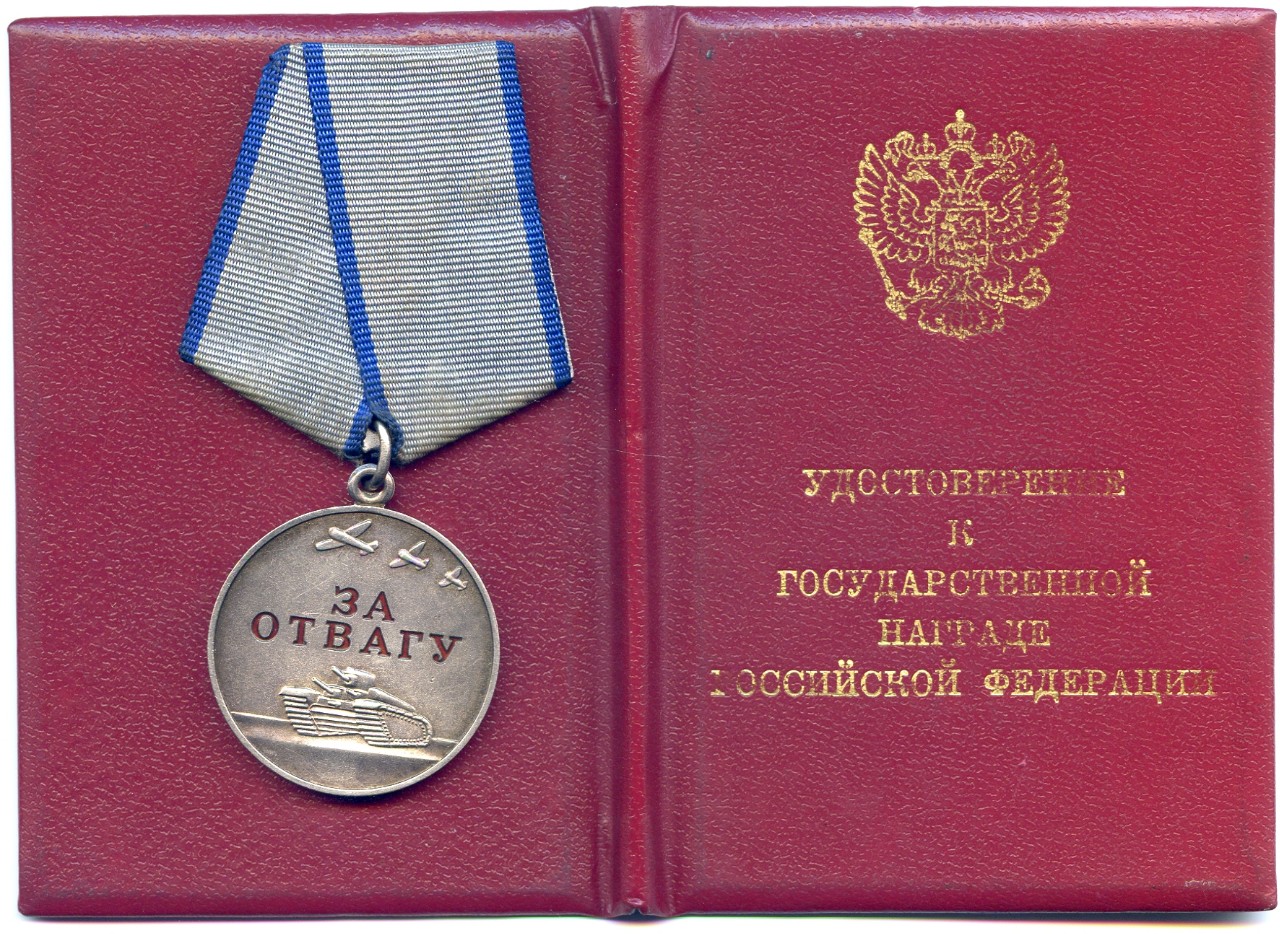 ЗА
ОТВАГУ
УДОСТОВЕРЕНИЕ
К
ГОСУДАРСТВЕННОЙ
НАГРАДЕ
РОССИЙСКОЙ ФЕДЕРАЦИИ